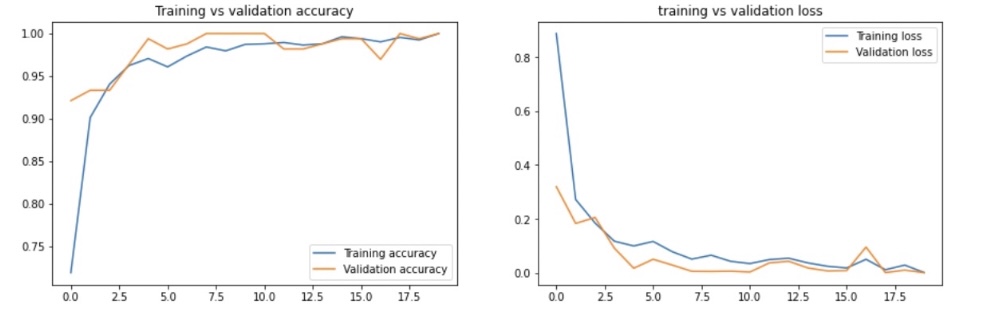 Training vs validation accuracy
1.00
0.95
0.90
0.85
0.80
0.75
Training accuracy
Validation accuracy
0.0 2.5 5.0 7.5 10.0 12.5 15.0 17.5
training vs validation loss
Training loss
Validation loss
0.8
0.6
0.4
0.2
0.0
0.0 2.5 5.0 7.5 10.0 12.5 15.0 17.5